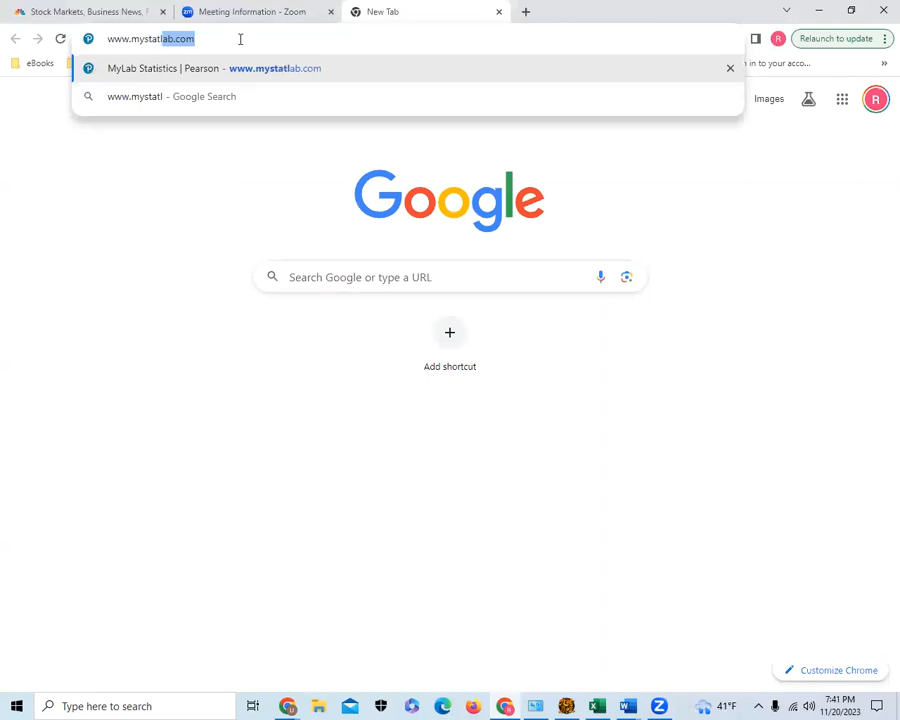 Stock Markets, Business News, F
Meeting Information - Zoom
New Tab
www.mystatlab.com
Relaunch to update
eBooks
MyLab Statistics | Pearson - www.mystatlab.com
in to your acco...
www.mystatl - Google Search
Images
R
Google
Search Google or type a URL
Add shortcut
Customize Chrome
Type here to search
41°F
7:41 PM
11/20/2023